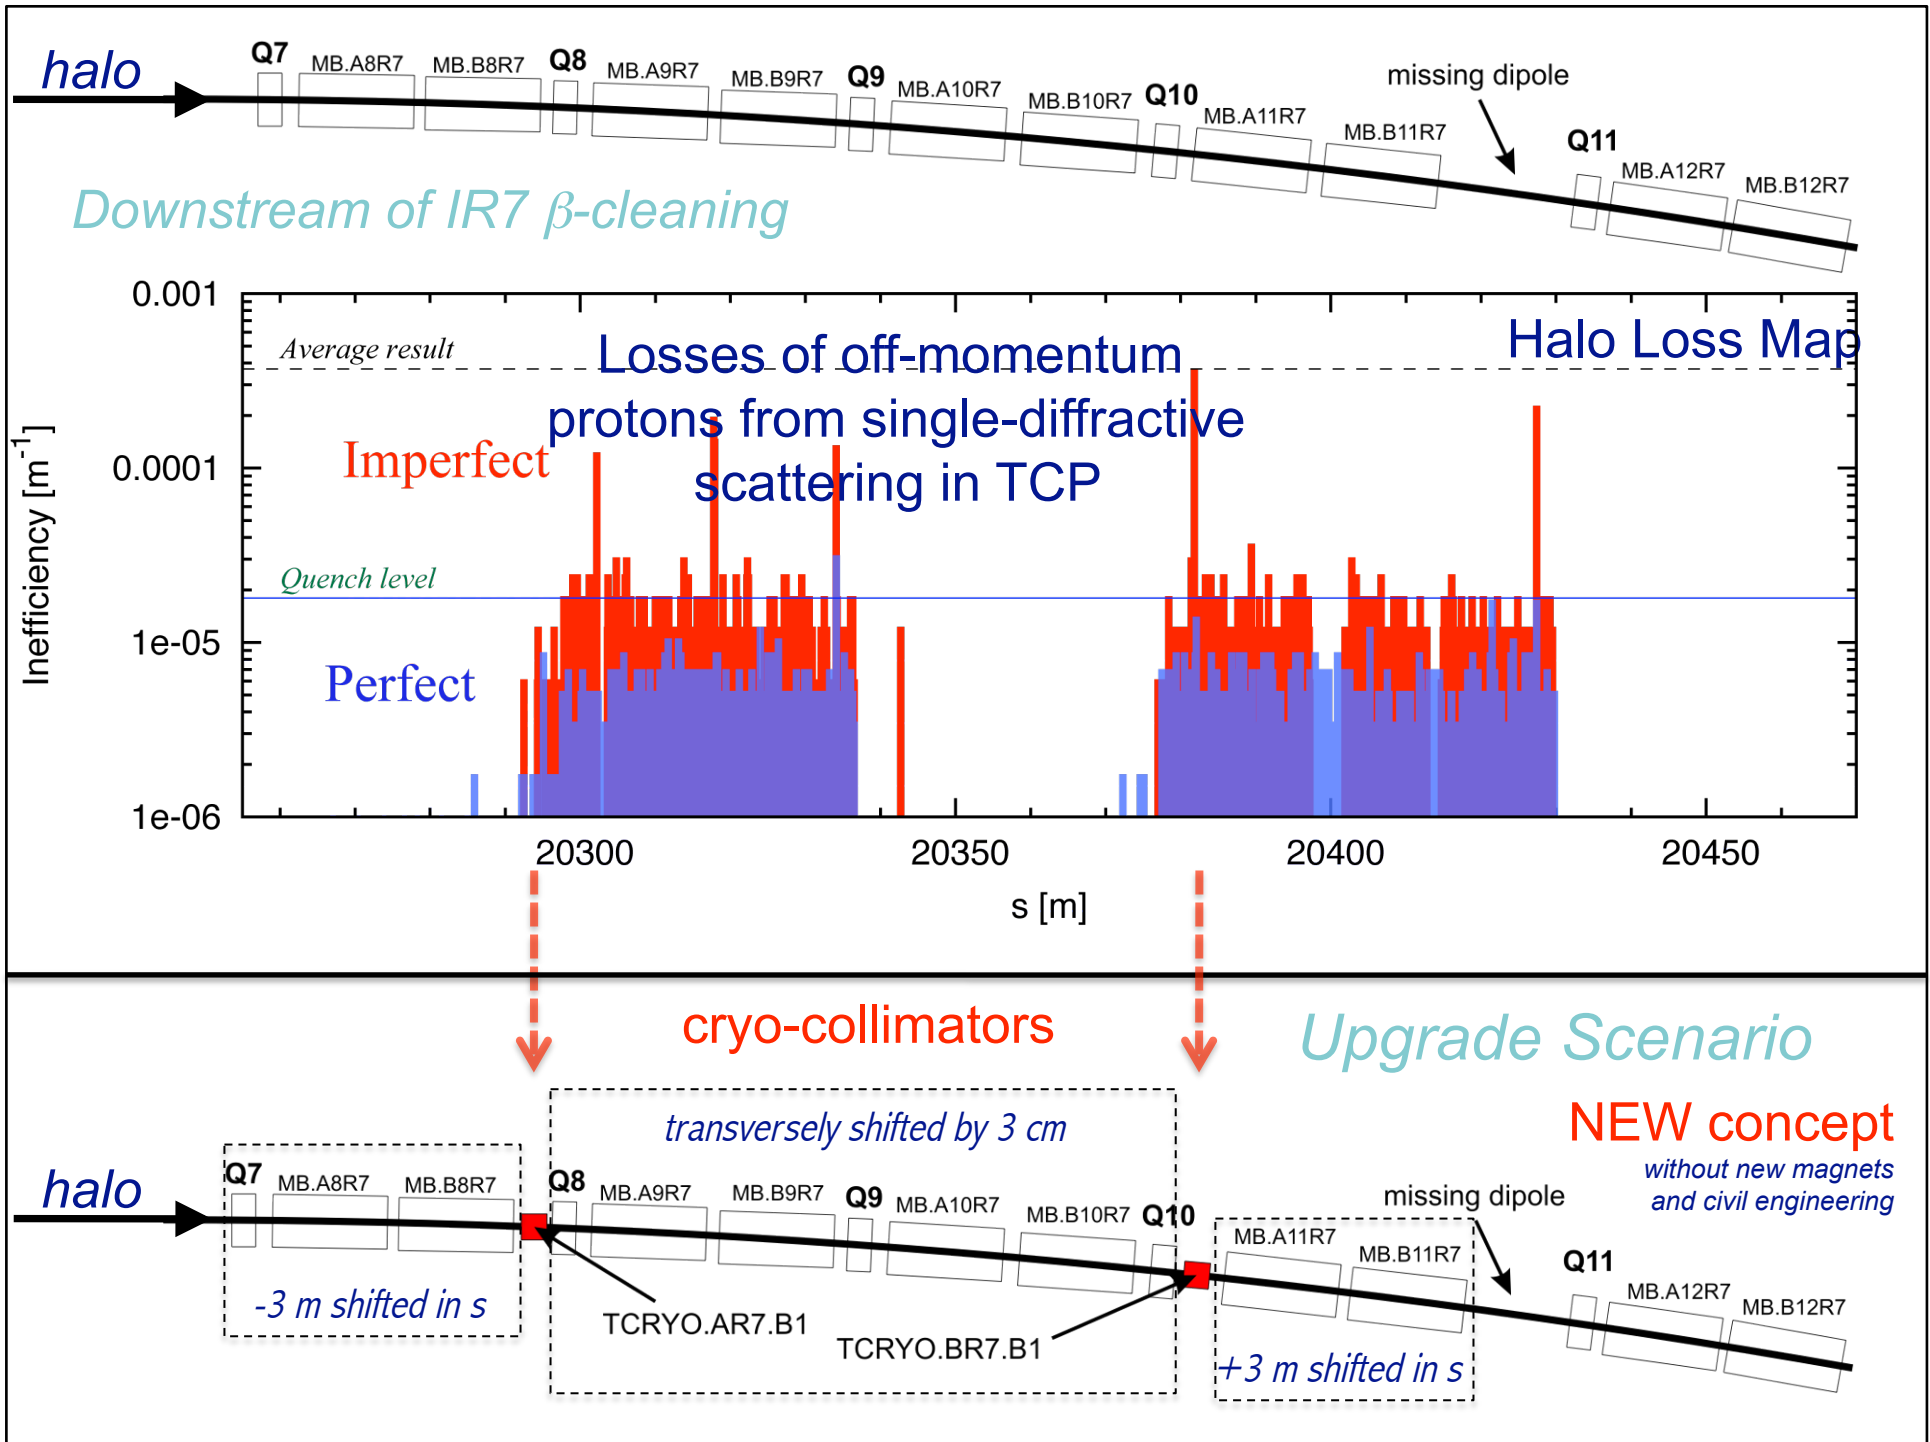 halo
Q7
MB.A8R7
MB.B8R7
Q8
MB.A9R7
MB.B9R7
Q9
MB.A10R7
MB.B10R7
Q10
MB.A11R7
MB.B11R7
missing dipole
Q11
MB.A12R7
MB.B12R7
Downstream of IR7 β-cleaning
Halo Loss Map
Losses of off-momentum
protons from single-diffractive
scattering in TCP
Average result
Imperfect
Quench level
Perfect
Inefficiency [m-1]
0.001
0.0001
1e-05
1e-06
20300
20350
20400
20450
s [m]
cryo-collimators
Upgrade Scenario
NEW concept
without new magnets
and civil engineering
transversely shifted by 3 cm
halo
Q7
MB.A8R7
MB.B8R7
Q8
MB.A9R7
MB.B9R7
Q9
MB.A10R7
MB.B10R7
Q10
MB.A11R7
MB.B11R7
missing dipole
Q11
MB.A12R7
MB.B12R7
-3 m shifted in s
TCRYO.AR7.B1
TCRYO.BR7.B1
+3 m shifted in s